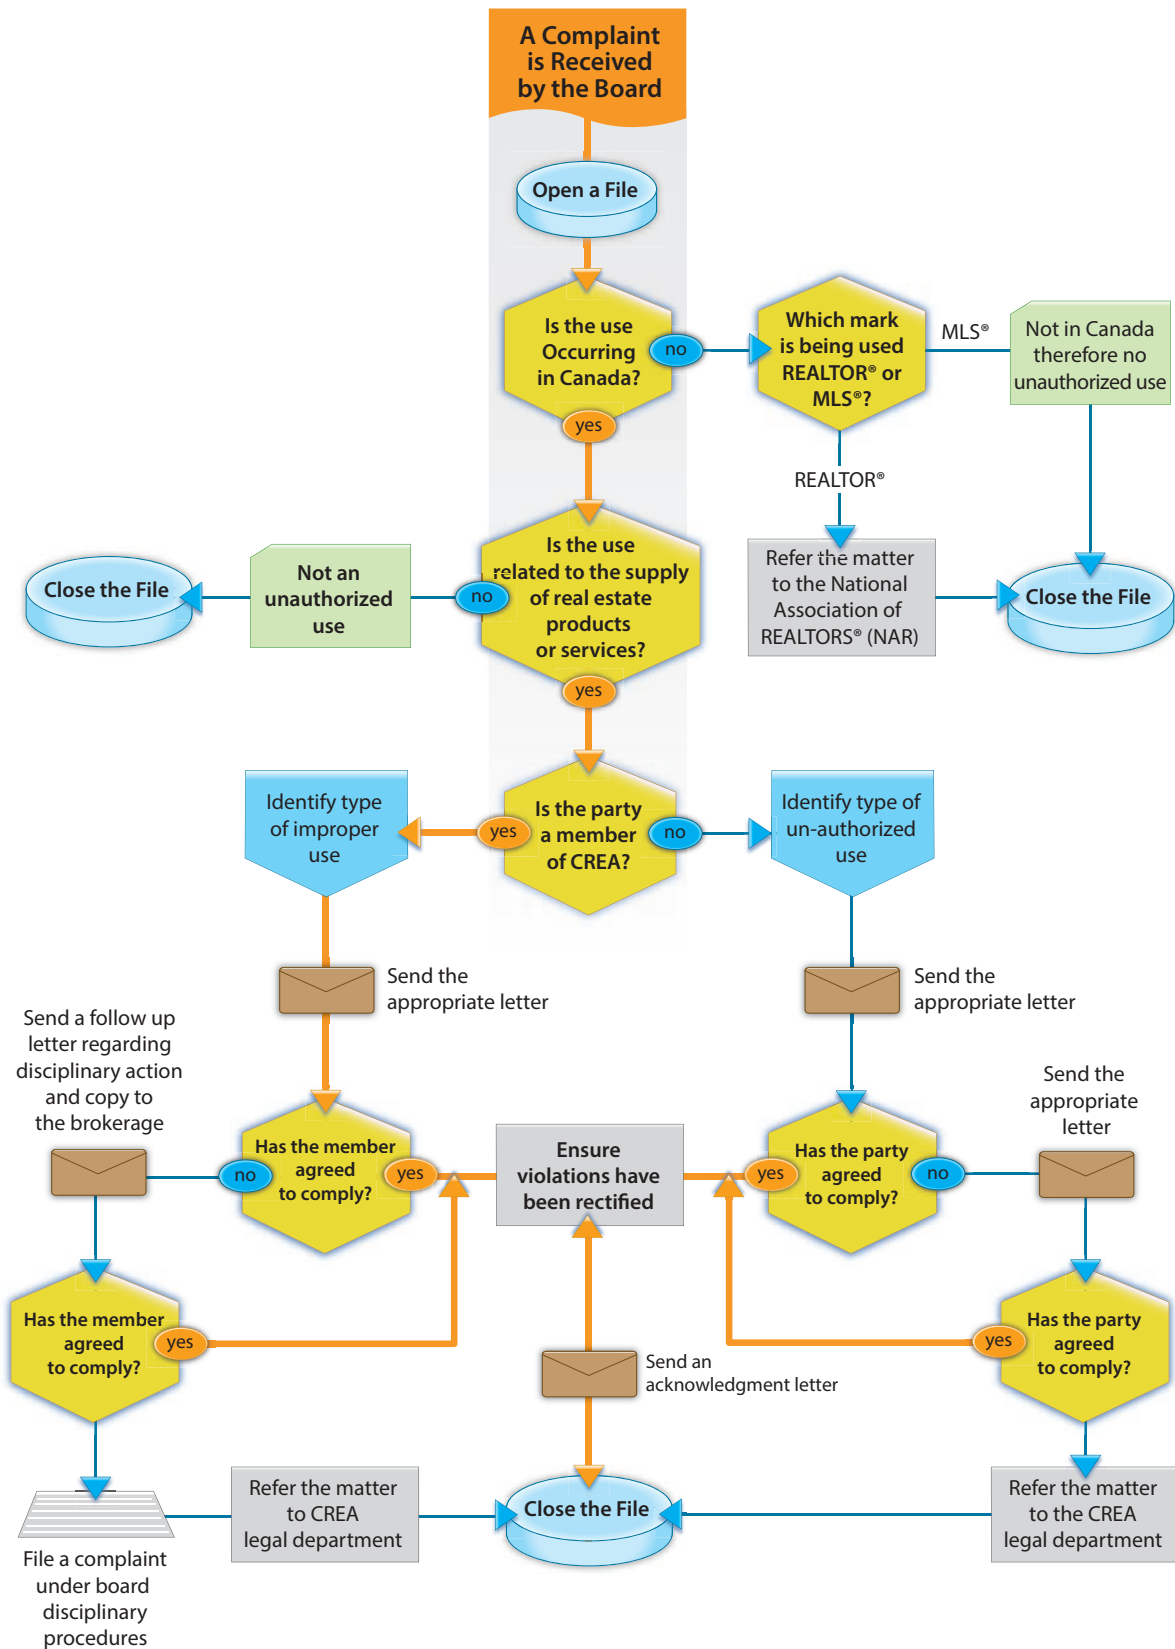 A Complaint
is Received
by the Board
Open a File
Is the use
Occurring
in Canada?
no
yes
Which mark
is being used
REALTOR® or
MLS®?
MLS®
Not in Canada
therefore no
unauthorized use
REALTOR®
Refer the matter
to the National
Association of
REALTORS® (NAR)
Close the File
Is the use
related to the supply
of real estate
products
or services?
no
yes
Not an
unauthorized
use
Close the File
Is the party
a member
of CREA?
yes
no
Identify type
of improper
use
Identify type of
un-authorized
use
Send the
appropriate letter
Send the
appropriate letter
Send a follow up
letter regarding
disciplinary action
and copy to
the brokerage
Send the
appropriate
letter
Has the member
agreed
to comply?
no
yes
Ensure
violations have
been rectified
Has the party
agreed
to comply?
yes
no
Has the member
agreed
to comply?
yes
Has the party
agreed
to comply?
yes
Send an
acknowledgment letter
Refer the matter
to CREA
legal department
Close the File
Refer the matter
to the CREA
legal department
File a complaint
under board
disciplinary
procedures